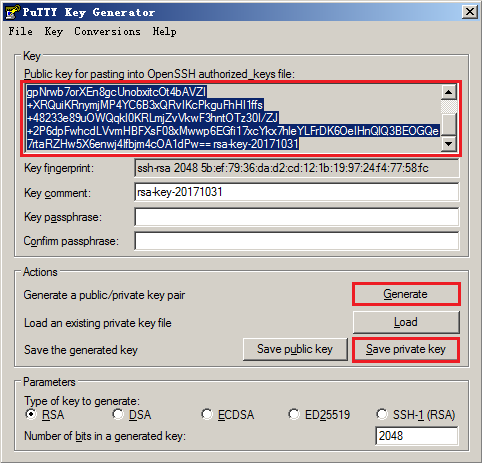 PuTTY Key Generator
File Key Conversions Help
Key
Public key for pasting into OpenSSH authorized_keys file:
gpNrwb7orXEn8gcUnobxitcOt4bAVZl
+XRQuiKRnymjMP4YC6B3xQRvIKcPkguFhHI1ffs
+48233e89uOWQqkI0KRLmjZvVkwF3hntOTz30I/ZJ
+2P6dpFwhcdLVvmHBFXsF08xMwwp6EGfi17xcYkx7hleYLFrDK6OelHnQIQ3BEOGQe
7rtaRZHw5X6enwj4lfbjm4cOA1dPw== rsa-key-20171031
Key fingerprint: ssh-rsa 2048 5b:ef:79:36:da:d2:cd:12:1b:19:97:24:f4:77:58:fc
Key comment: rsa-key-20171031
Key passphrase:
Confirm passphrase:
Actions
Generate a public/private key pair Generate
Load an existing private key file Load
Save the generated key Save public key Save private key
Parameters
Type of key to generate:
RSA DSA ECDSA ED25519 SSH-1 (RSA)
Number of bits in a generated key: 2048